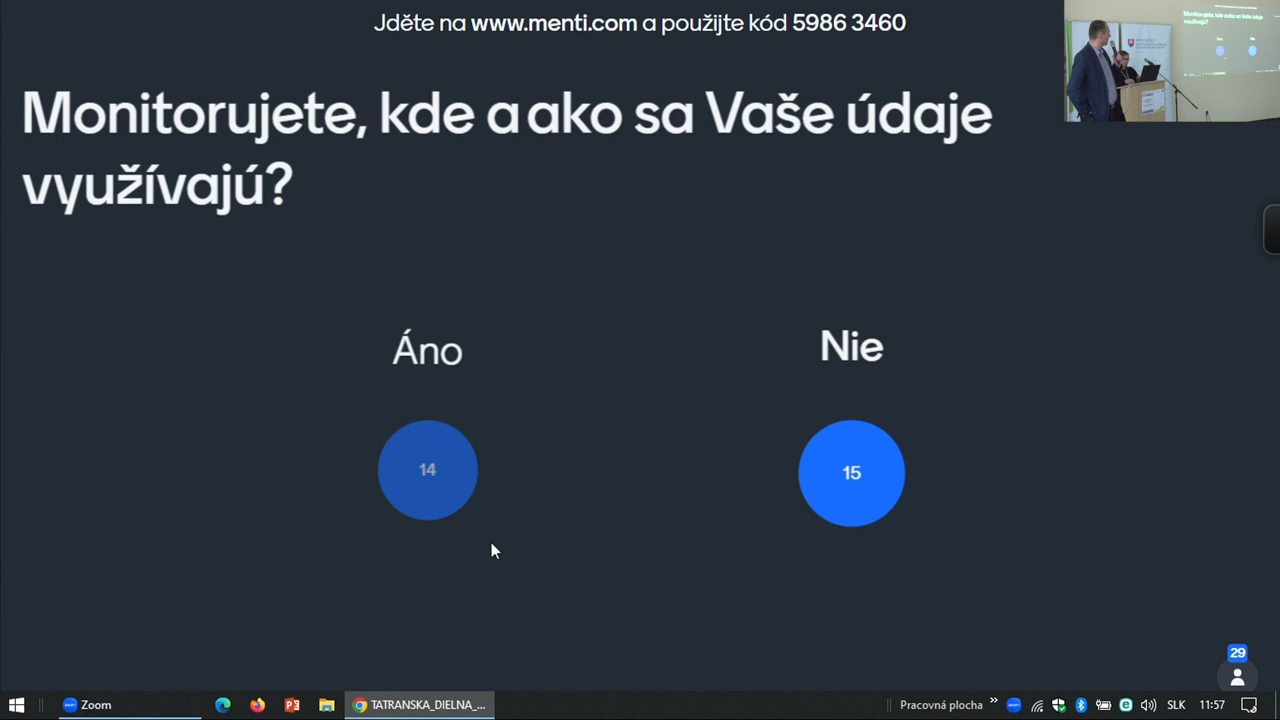 Jděte na www.menti.com a použijte kód 5986 3460
Monitorujete, kde a ako sa Vaše údaje
využívajú?
Áno
Nie
14
15
29
Zoom
TATRANSKA_DIELNA_...
Pracovná plocha
SLK
11:57